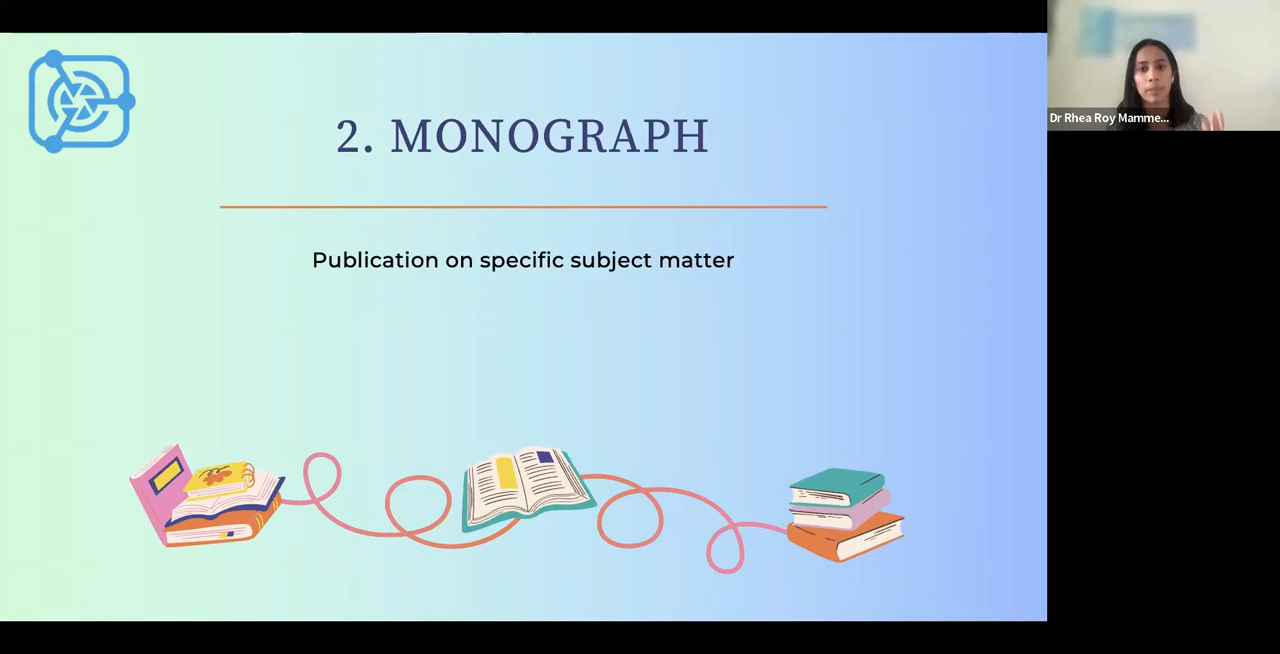 2. MONOGRAPH
Publication on specific subject matter
Dr Rhea Roy Mamme...